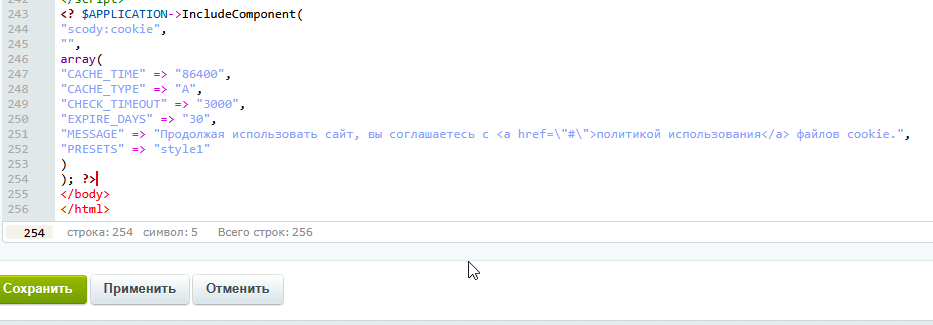 242 </script>
243 <? $APPLICATION->IncludeComponent(
244 "scody:cookie",
245 "",
246 array(
247 "CACHE_TIME" => "86400",
248 "CACHE_TYPE" => "A",
249 "CHECK_TIMEOUT" => "3000",
250 "EXPIRE_DAYS" => "30",
251 "MESSAGE" => "Продолжая использовать сайт, вы соглашаетесь с <a href=\"#\">политикой использования</a> файлов cookie.",
252 "PRESETS" => "style1"
253 )
254 ); ?>
255 </body>
256 </html>
254 строка: 254 символ: 5 Всего строк: 256
Сохранить Применить Отменить